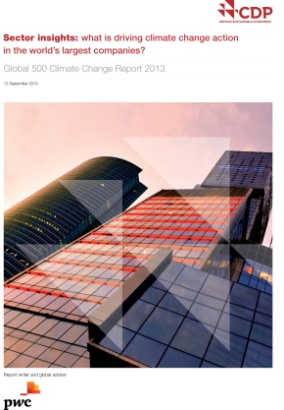 CDP
Sector insights: what is driving climate change action
in the world's largest companies?
Global 500 Climate Change Report 2013
12 September 2013
Report writer and global advisor
pwc